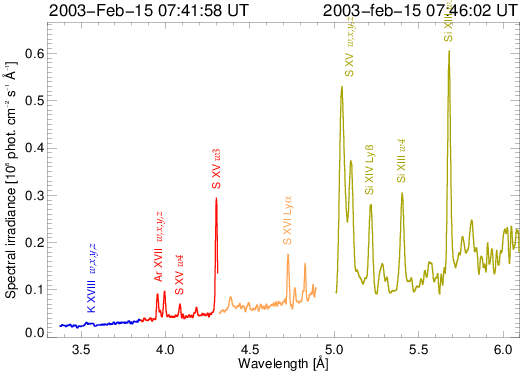 2003-Feb-15 07:41:58 UT
2003-feb-15 07:46:02 UT
Spectral irradiance [10⁶ phot. cm⁻² s⁻¹ Å⁻¹]
0.6
0.5
0.4
0.3
0.2
0.1
0.0
K XVIII w,x,y,z
Ar XVII w,x,y,z
S XV w4
S XV w3
S XVI Lyα
S XV w,x,y,z
Si XIV Lyß
Si XIII w4
3.5
4.0
4.5
5.0
5.5
6.0
Wavelength [Å]